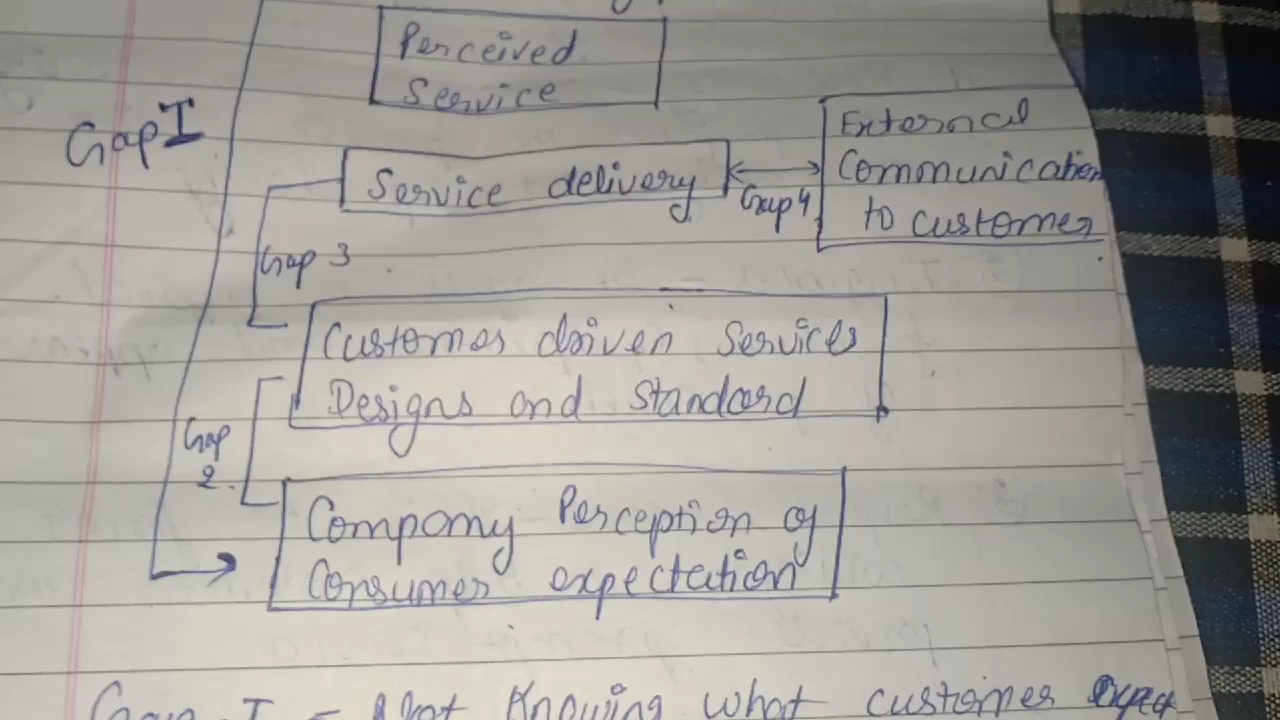 Perceived
Service
Gap I
External
Communication
to customer
Service delivery
Gap 4
Gap 3
Customer driven Services
Designs and Standard
Gap
2.
Company Perception of
Consumer expectation
Gap I - Not Knowing what customer expect